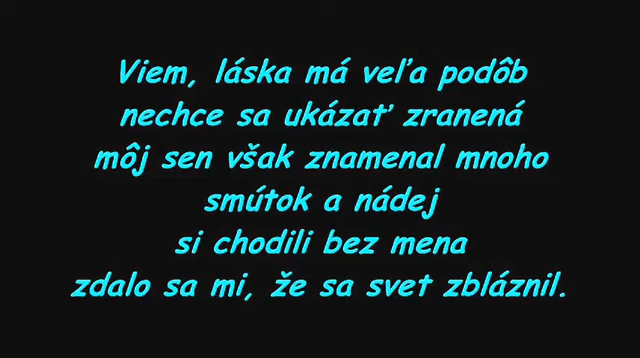 Viem, láska má veľa podôb
nechce sa ukázať zranená
môj sen však znamenal mnoho
smútok a nádej
si chodili bez mena
zdalo sa mi, že sa svet zbláznil.